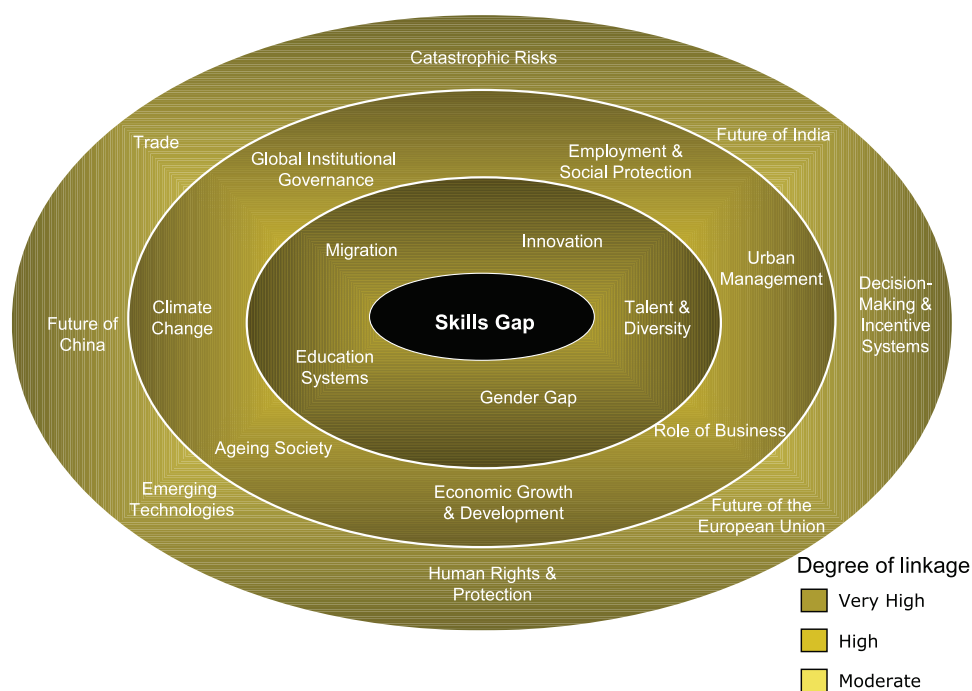 Catastrophic Risks
Trade
Future of India
Global Institutional
Governance
Employment &
Social Protection
Migration
Innovation
Urban
Management
Climate
Change
Skills Gap
Talent &
Diversity
Decision-
Making &
Incentive
Systems
Future of
China
Education
Systems
Gender Gap
Ageing Society
Role of Business
Emerging
Technologies
Economic Growth
& Development
Future of the
European Union
Human Rights &
Protection
Degree of linkage
Very High
High
Moderate